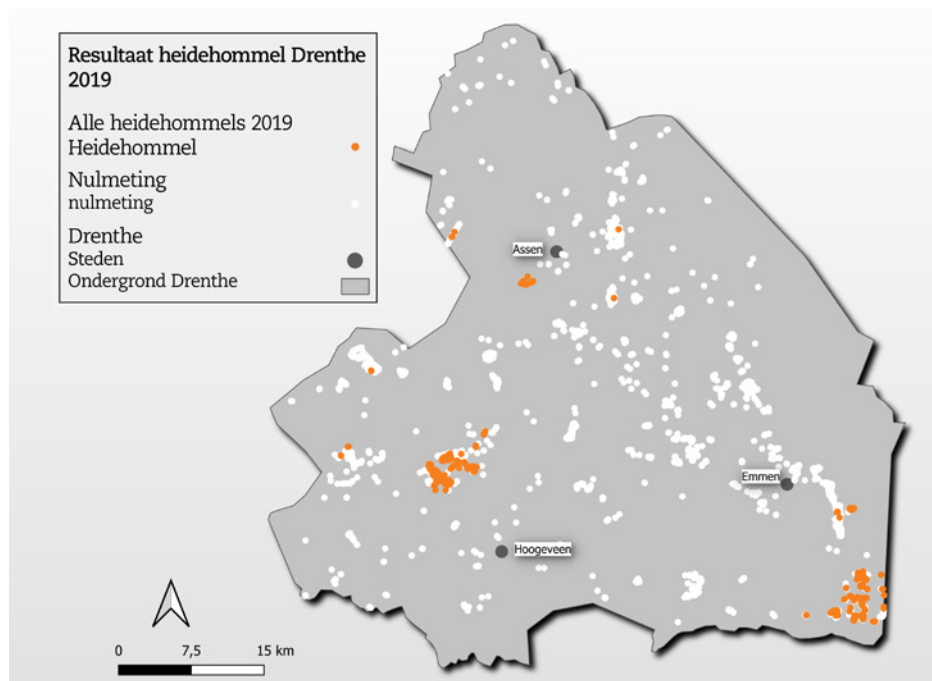 Resultaat heidehommel Drenthe
2019
Alle heidehommels 2019
Heidehommel
Nulmeting
nulmeting
Drenthe
Steden
Ondergrond Drenthe
Assen
Emmen
Hoogeveen
0 7,5 15 km